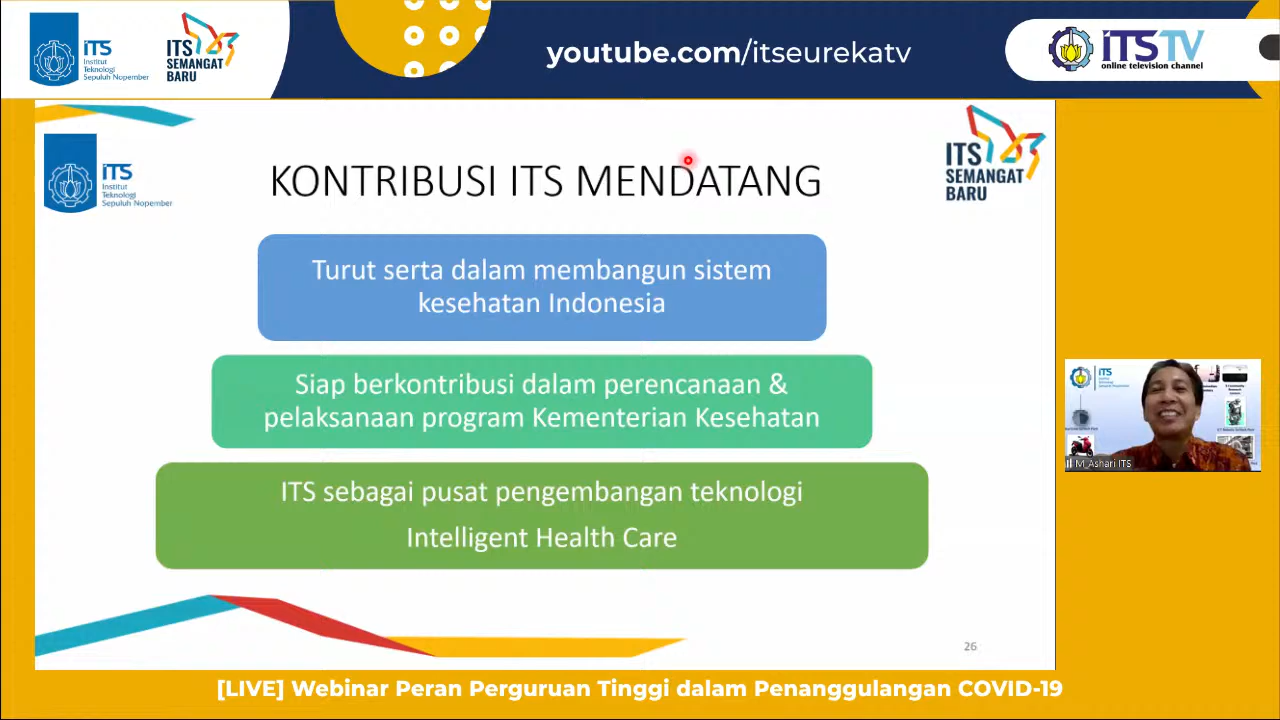 iTS
Institut
Teknologi
Sepuluh Nopember
ITS
SEMANGAT
BARU
youtube.com/itseurekatv
iTSTV
online television channel
iTS
Institut
Teknologi
Sepuluh Nopember
KONTRIBUSI ITS MENDATANG
ITS
SEMANGAT
BARU
Turut serta dalam membangun sistem
kesehatan Indonesia
Siap berkontribusi dalam perencanaan &
pelaksanaan program Kementerian Kesehatan
ITS sebagai pusat pengembangan teknologi
Intelligent Health Care
26
iTS
M_Ashari ITS
[LIVE] Webinar Peran Perguruan Tinggi dalam Penanggulangan COVID-19